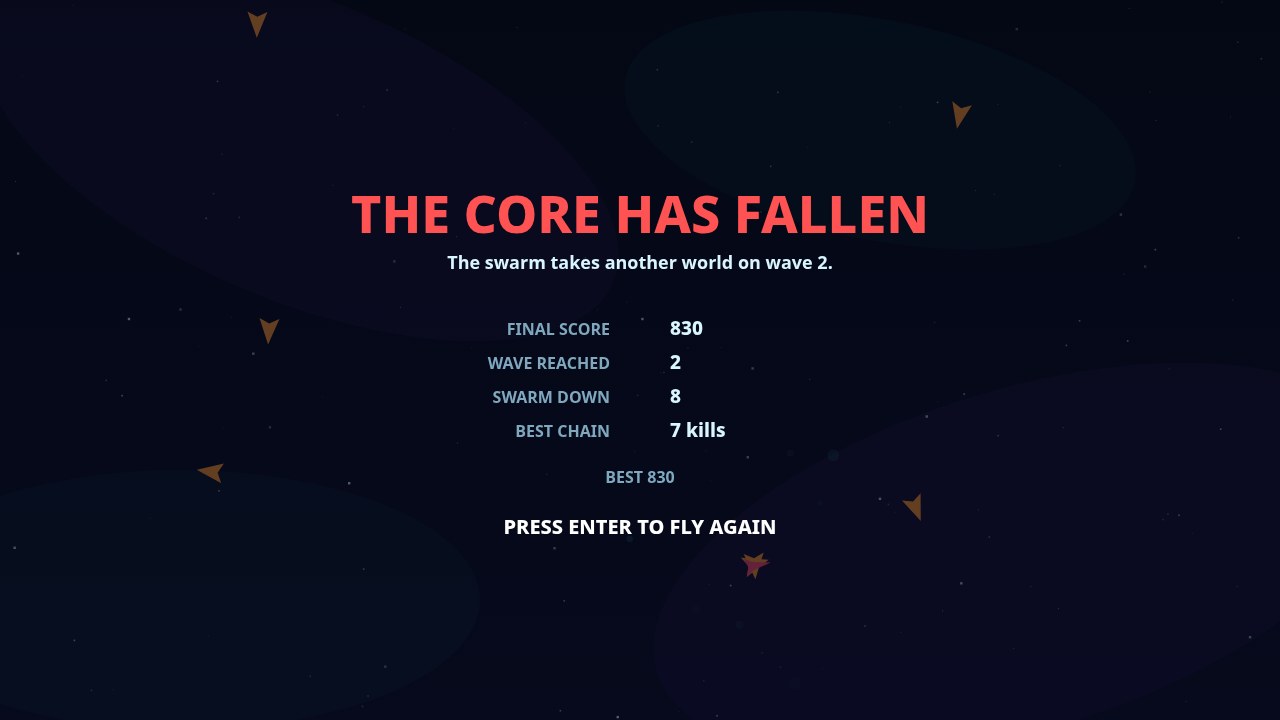 THE CORE HAS FALLEN
The swarm takes another world on wave 2.
FINAL SCORE 830
WAVE REACHED 2
SWARM DOWN 8
BEST CHAIN 7 kills
BEST 830
PRESS ENTER TO FLY AGAIN